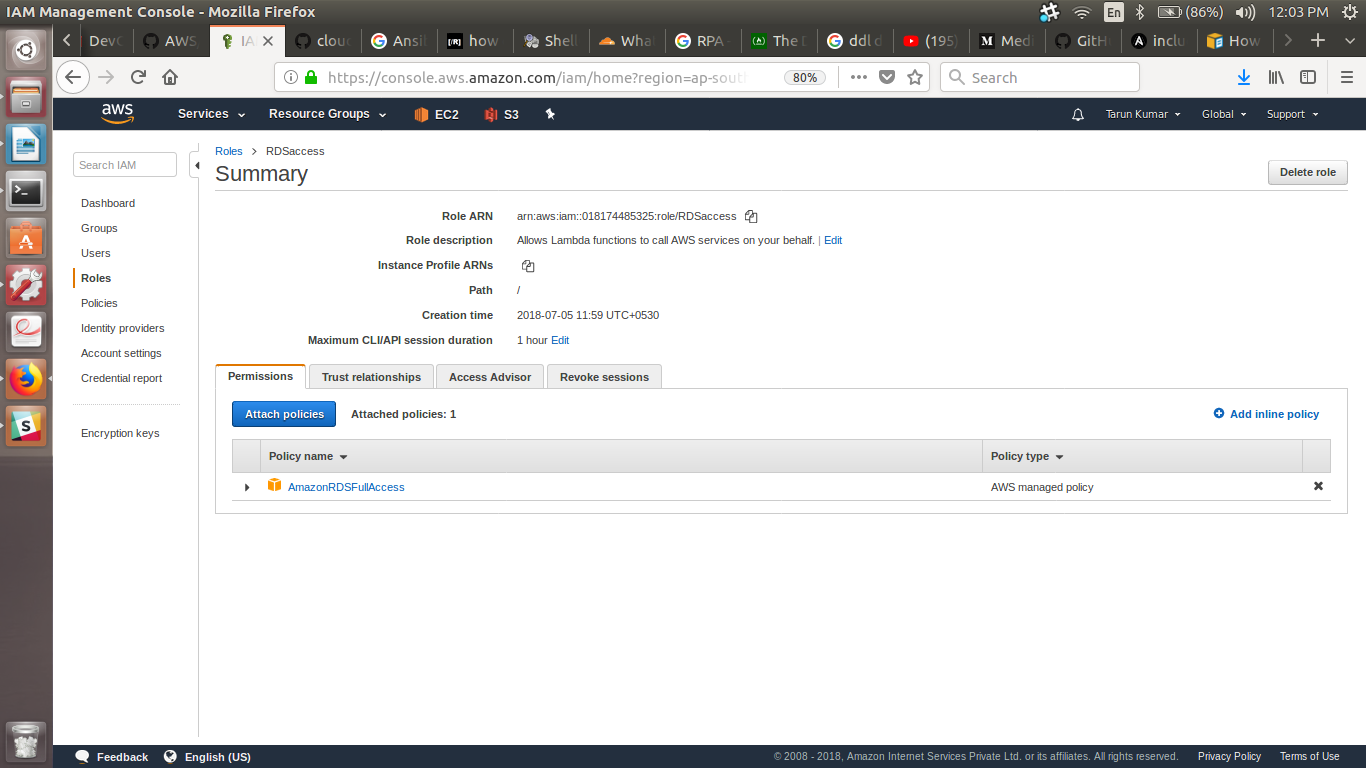 IAM Management Console - Mozilla Firefox
En (86%) 12:03 PM
DevO AWS IA clou Ansil how Shell What RPA - The D ddl d (195) Medi GitHu inclu How
https://console.aws.amazon.com/iam/home?region=ap-sout 80% Search
aws Services Resource Groups EC2 S3 Tarun Kumar Global Support
Search IAM
Dashboard
Groups
Users
Roles
Policies
Identity providers
Account settings
Credential report
Encryption keys
Roles > RDSaccess
Summary
Delete role
Role ARN arn:aws:iam::018174485325:role/RDSaccess
Role description Allows Lambda functions to call AWS services on your behalf. | Edit
Instance Profile ARNs
Path /
Creation time 2018-07-05 11:59 UTC+0530
Maximum CLI/API session duration 1 hour Edit
Permissions Trust relationships Access Advisor Revoke sessions
Attach policies Attached policies: 1 Add inline policy
Policy name Policy type
AmazonRDSFullAccess AWS managed policy
Feedback English (US) © 2008 - 2018, Amazon Internet Services Private Ltd. or its affiliates. All rights reserved. Privacy Policy Terms of Use